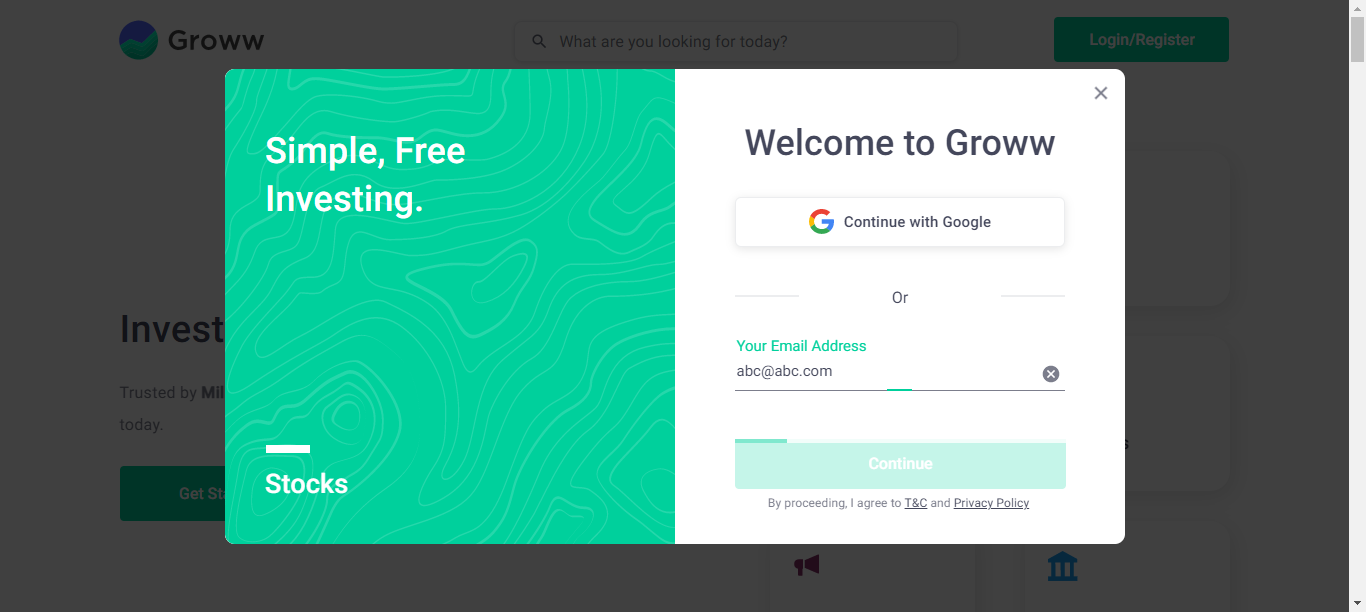 Groww
What are you looking for today?
Login/Register
Simple, Free
Investing.
Stocks
Welcome to Groww
Continue with Google
Or
Your Email Address
abc@abc.com
Continue
By proceeding, I agree to T&C and Privacy Policy
Invest
Trusted by
today.
Get